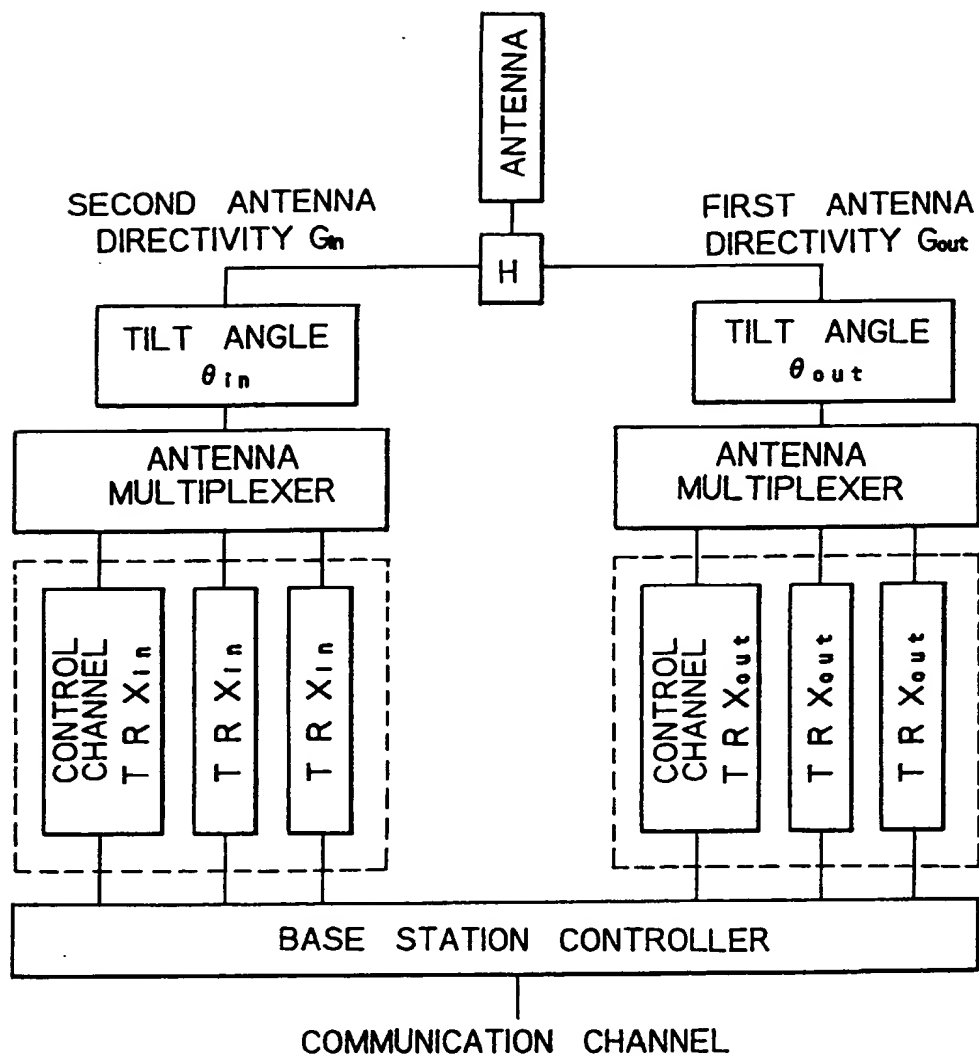 ANTENNA
SECOND ANTENNA
DIRECTIVITY Gin
FIRST ANTENNA
DIRECTIVITY Gout
H
TILT ANGLE
θin
TILT ANGLE
θout
ANTENNA
MULTIPLEXER
ANTENNA
MULTIPLEXER
CONTROL
CHANNEL
TRXin
TRXin
TRXin
CONTROL
CHANNEL
TRXout
TRXout
TRXout
BASE STATION CONTROLLER
COMMUNICATION CHANNEL